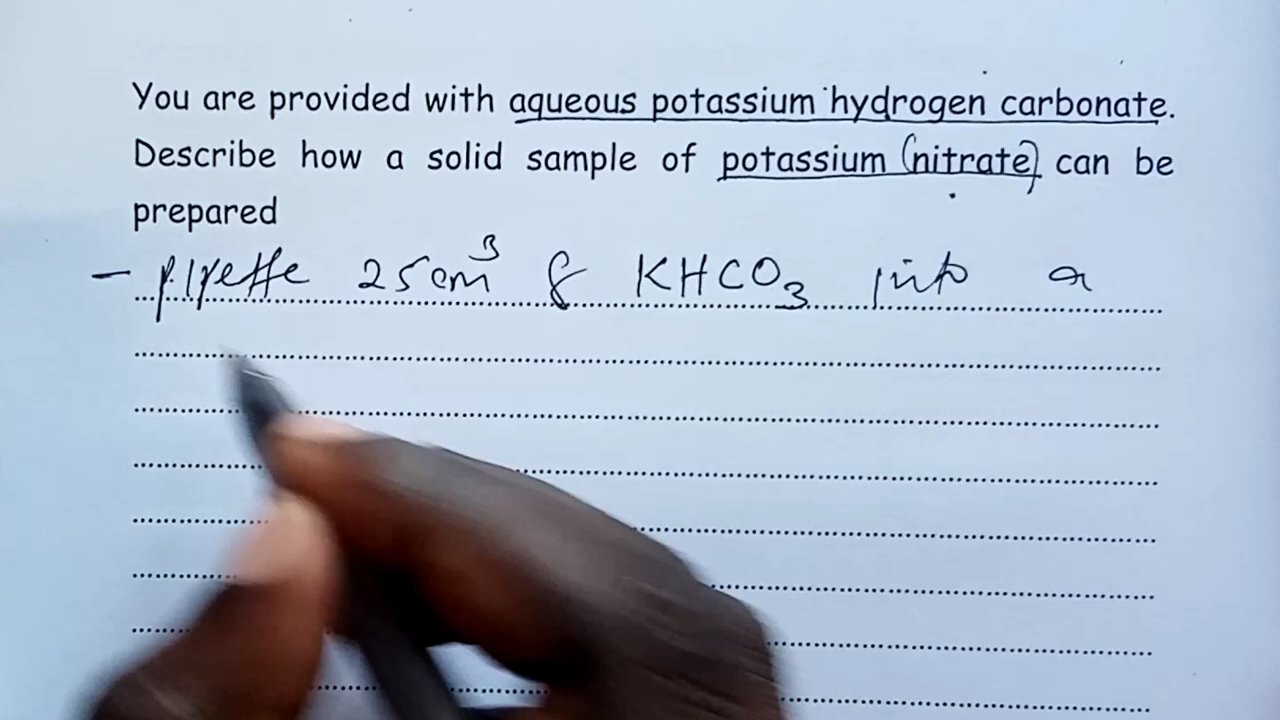 You are provided with aqueous potassium hydrogen carbonate.
Describe how a solid sample of potassium (nitrate) can be
prepared
- pipette 25cm³ of KHCO₃ into a